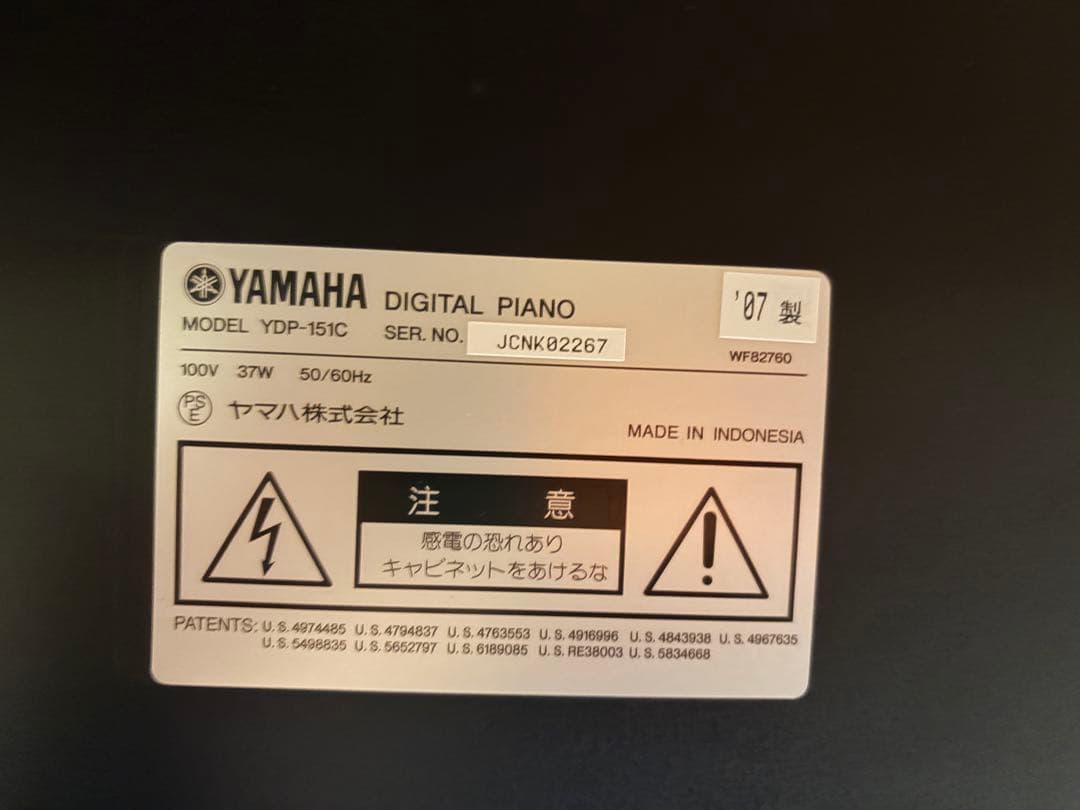 YAMAHA DIGITAL PIANO
'07 製
MODEL YDP-151C SER. NO. JCNK02267
WF82760
100V 37W 50/60Hz
PSE ヤマハ株式会社
MADE IN INDONESIA
注意
感電の恐れあり
キャビネットをあけるな
PATENTS: U.S.4974485 U.S.4794837 U.S.4763553 U.S.4916996 U.S.4843938 U.S.4967635
U.S.5498835 U.S.5652797 U.S.6189085 U.S.RE38003 U.S.5834668